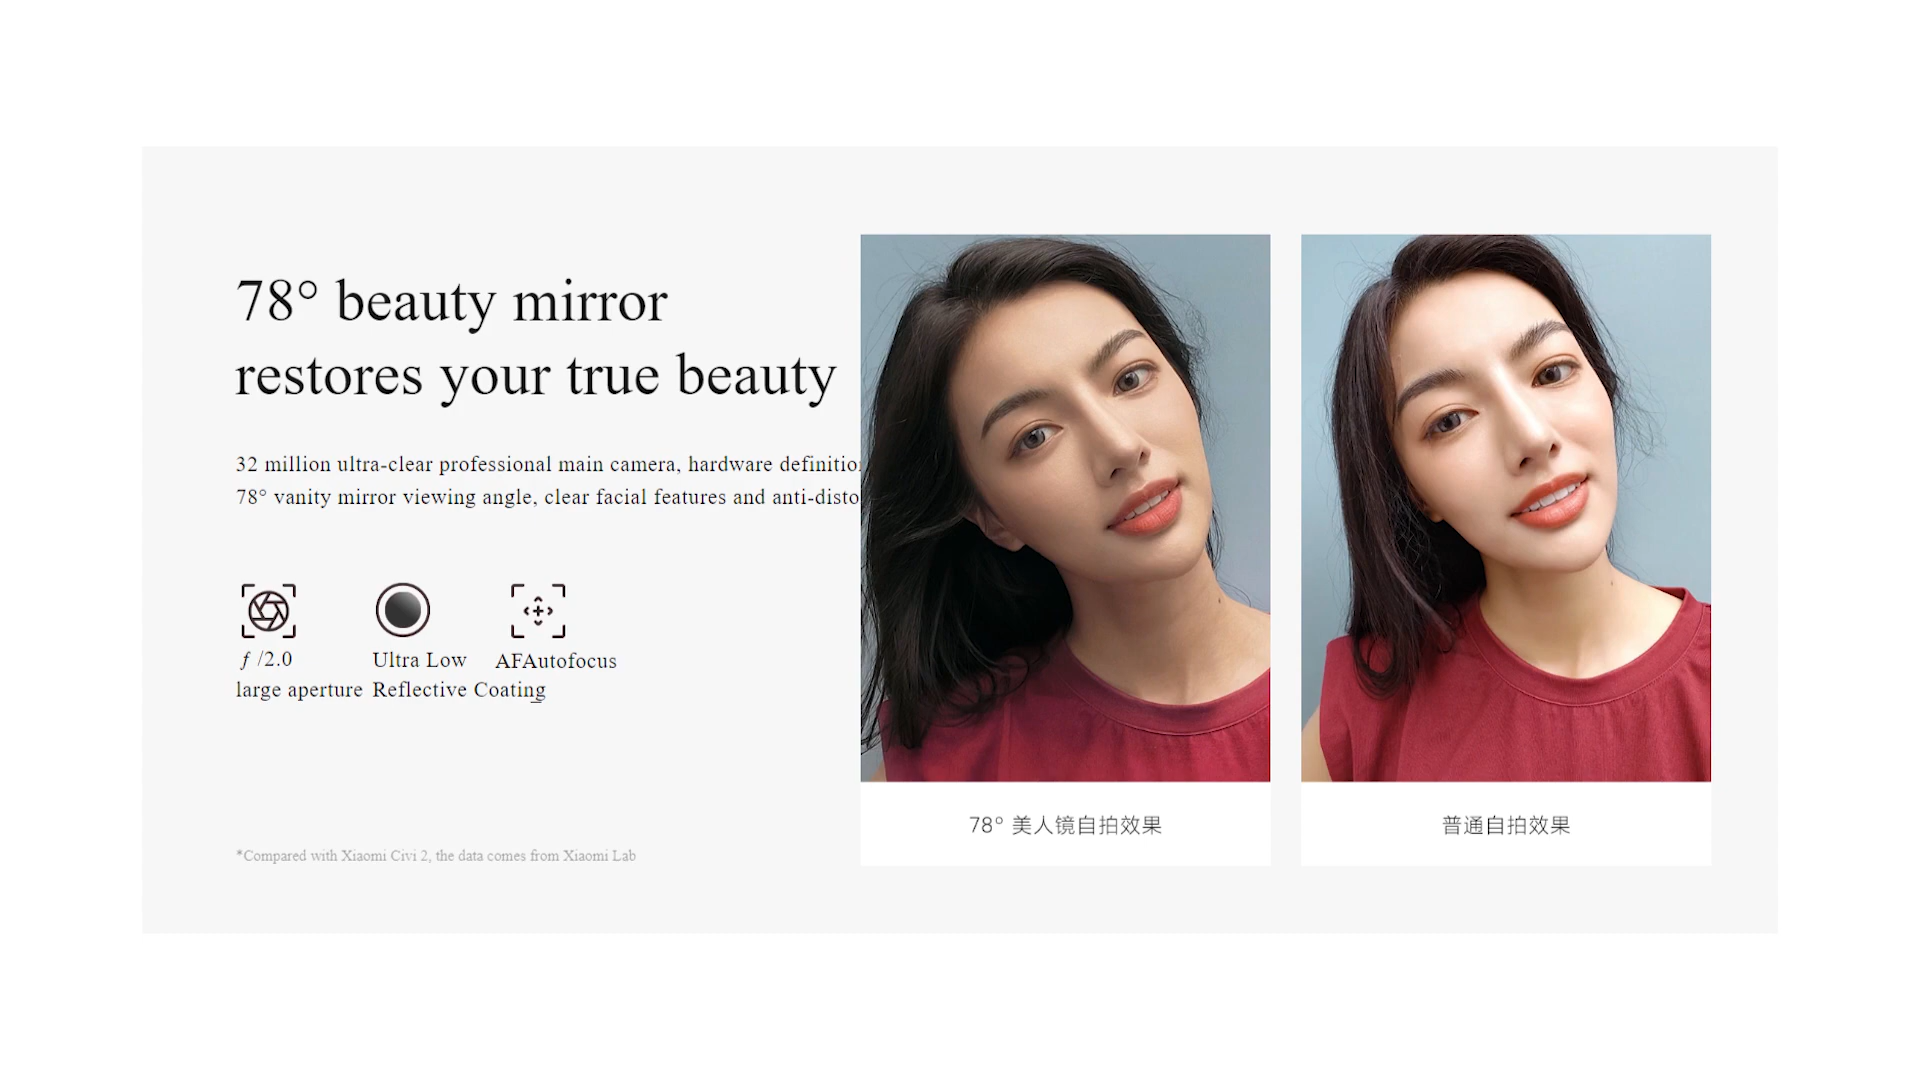 78° beauty mirror
restores your true beauty
32 million ultra-clear professional main camera, hardware
78° vanity mirror viewing angle, clear facial features and
ƒ /2.0
large aperture
Ultra Low
Reflective Coating
AFAutofocus
*Compared with Xiaomi Civi 2, the data comes from Xiaomi Lab
78° 美人镜自拍效果
普通自拍效果